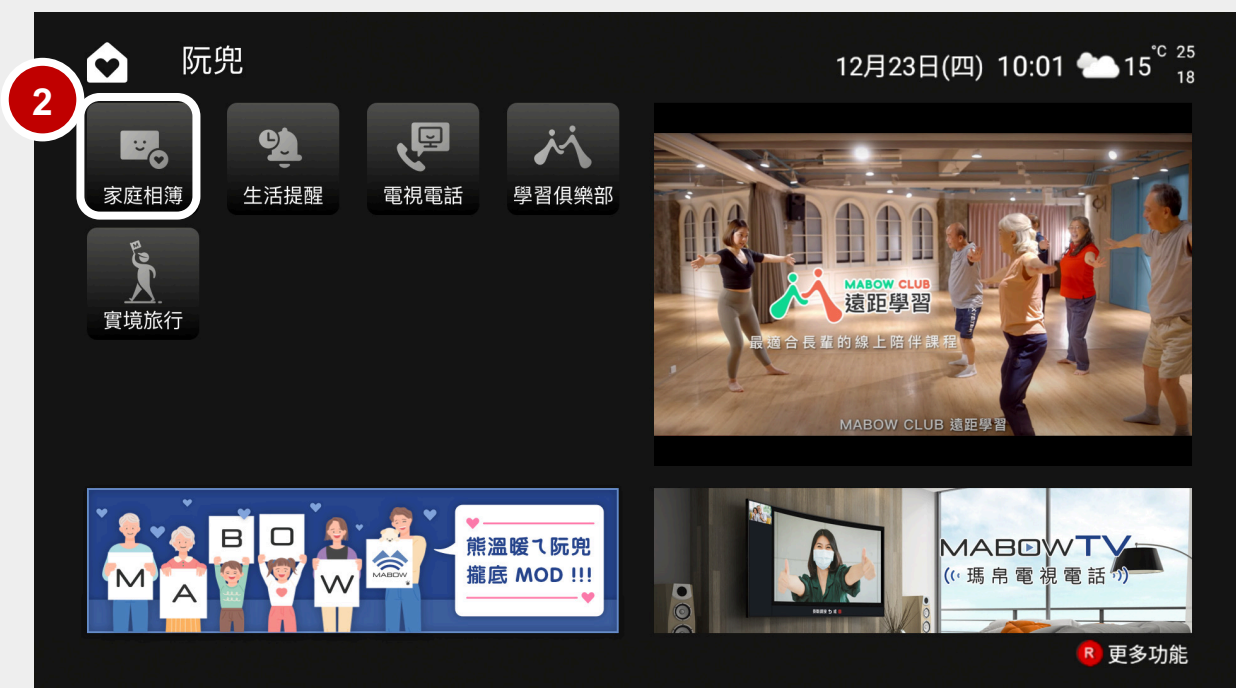 阮兜
12月23日(四) 10:01 15°C 25
18
2
家庭相簿
生活提醒
電視電話
學習俱樂部
實境旅行
MABOW CLUB
遠距學習
最適合長輩的線上陪伴課程
MABOW CLUB 遠距學習
M A B O W
MABOW
熊溫暖ㄟ阮兜
攏底 MOD !!!
MABOWTV
瑪帛電視電話
R 更多功能